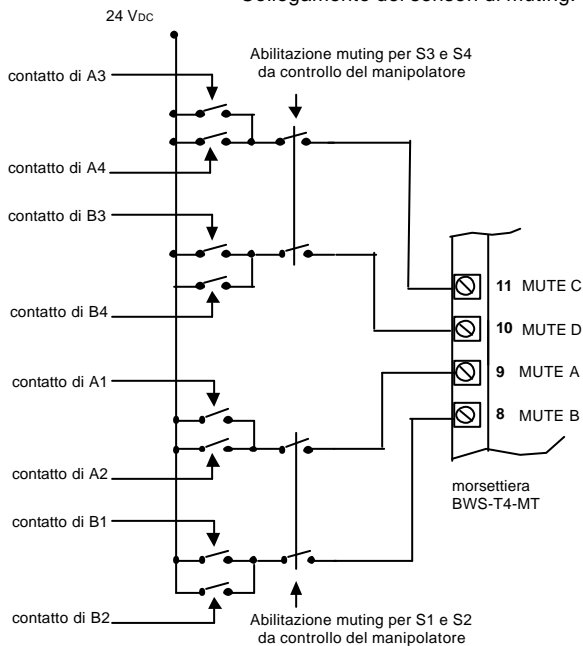 Collegamento dei sensori di muting.
24 VDC
Abilitazione muting per S3 e S4
da controllo del manipolatore
contatto di A3
contatto di A4
contatto di B3
contatto di B4
11 MUTE C
10 MUTE D
9 MUTE A
8 MUTE B
morsettiera
BWS-T4-MT
contatto di A1
contatto di A2
contatto di B1
contatto di B2
Abilitazione muting per S1 e S2
da controllo del manipolatore